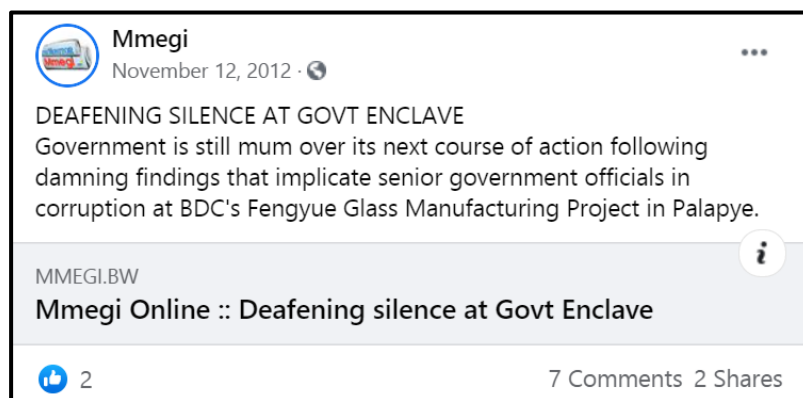 Mmegi
November 12, 2012 ·
DEAFENING SILENCE AT GOVT ENCLAVE
Government is still mum over its next course of action following
damning findings that implicate senior government officials in
corruption at BDC's Fengyue Glass Manufacturing Project in Palapye.
MMEGI.BW
Mmegi Online :: Deafening silence at Govt Enclave
2
7 Comments 2 Shares